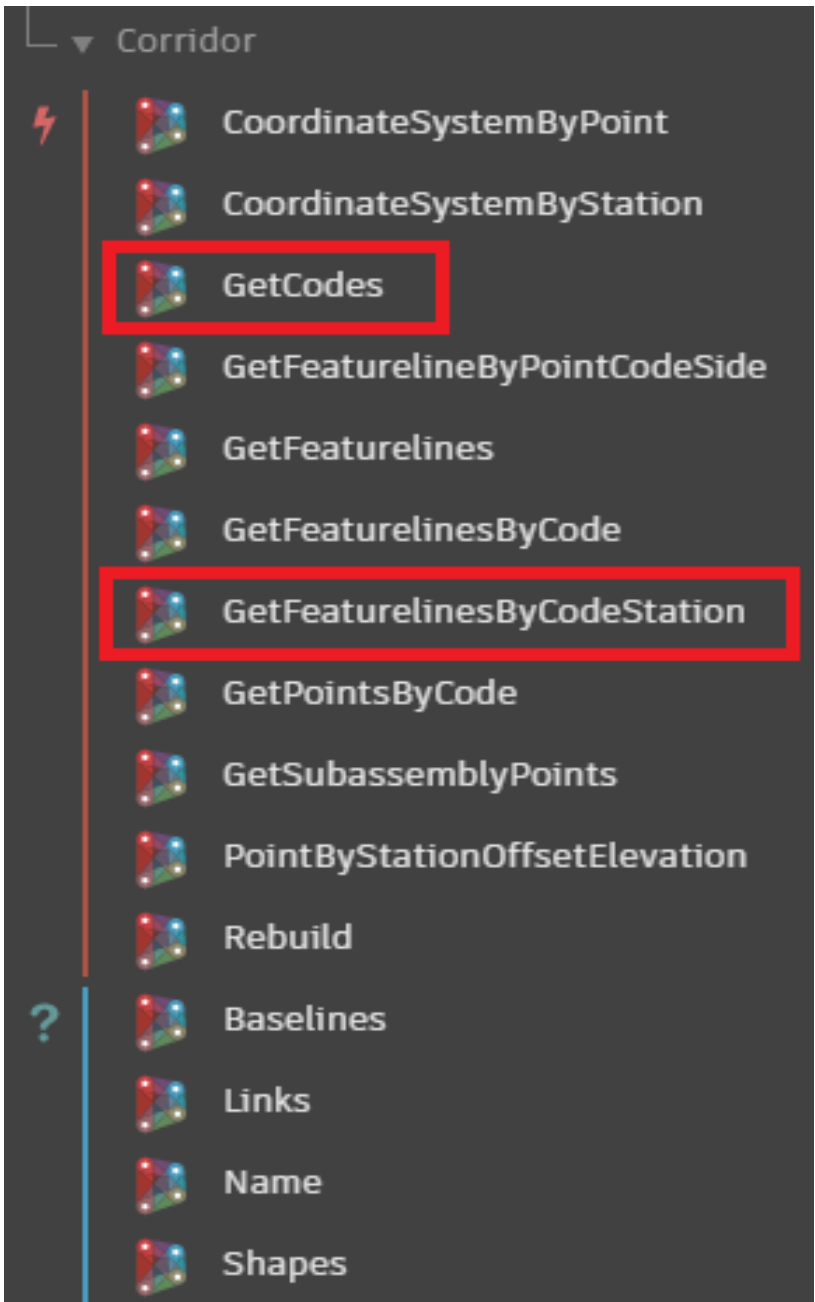 Corridor
CoordinateSystemByPoint
CoordinateSystemByStation
GetCodes
GetFeaturelineByPointCodeSide
GetFeaturelines
GetFeaturelinesByCode
GetFeaturelinesByCodeStation
GetPointsByCode
GetSubassemblyPoints
PointByStationOffsetElevation
Rebuild
? Baselines
Links
Name
Shapes